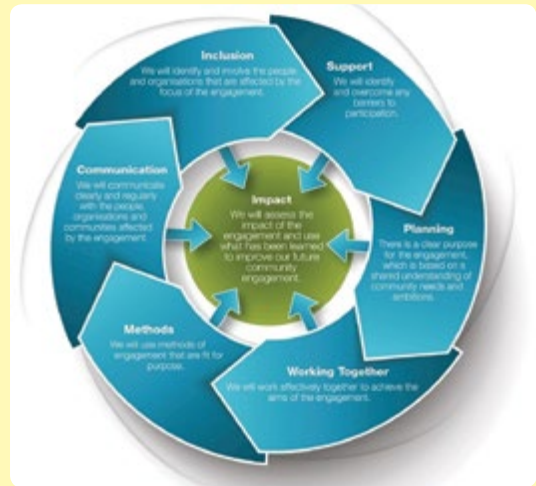 Inclusion
We will identify and involve the people
and organisations that are affected by the
focus of the engagement.
Support
We will identify
and overcome any
barriers to
participation.
Planning
There is a clear purpose
for the engagement,
which is based on a
shared understanding of
community needs and
ambitions.
Working Together
We will work effectively together to achieve the
aims of the engagement.
Methods
We will use methods of
engagement that are fit for
purpose.
Communication
We will communicate
clearly and regularly
with the people,
organisations and
communities affected
by the engagement.
Impact
We will assess the
impact of the
engagement and use
what has been learned
to improve our future
community
engagement.